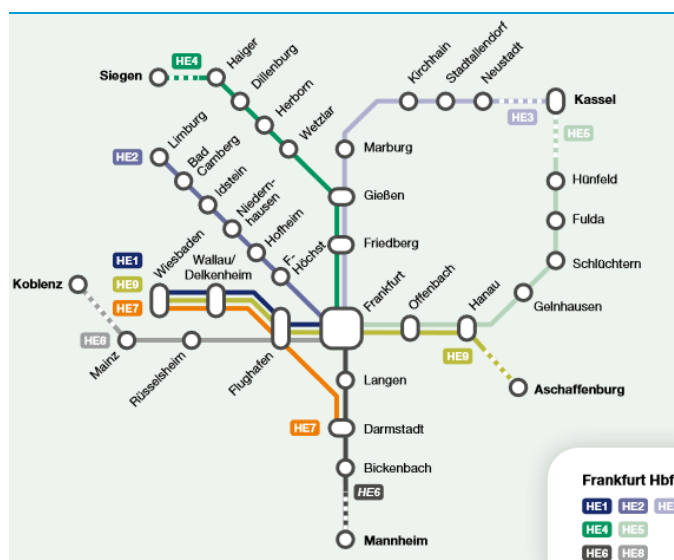 HE4
Siegen
Haiger
Dillenburg
Herborn
Wetzlar
Kirchhain
Stadtallendorf
Neustadt
Kassel
HE3
HE5
HE2
Limburg
Bad
Camberg
Idstein
Niedern-
hausen
Hofheim
F-
Höchst
Marburg
Gießen
Friedberg
Hünfeld
Fulda
Schlüchtern
Gelnhausen
HE1
HE9
HE7
Wiesbaden
Wallau/
Delkenheim
Koblenz
HE8
Mainz
Rüsselsheim
Flughafen
Frankfurt
Offenbach
Hanau
HE9
Aschaffenburg
Langen
HE7
Darmstadt
Bickenbach
HE6
Mannheim
Frankfurt Hbf
HE1 HE2 HE
HE4 HE5
HE6 HE8